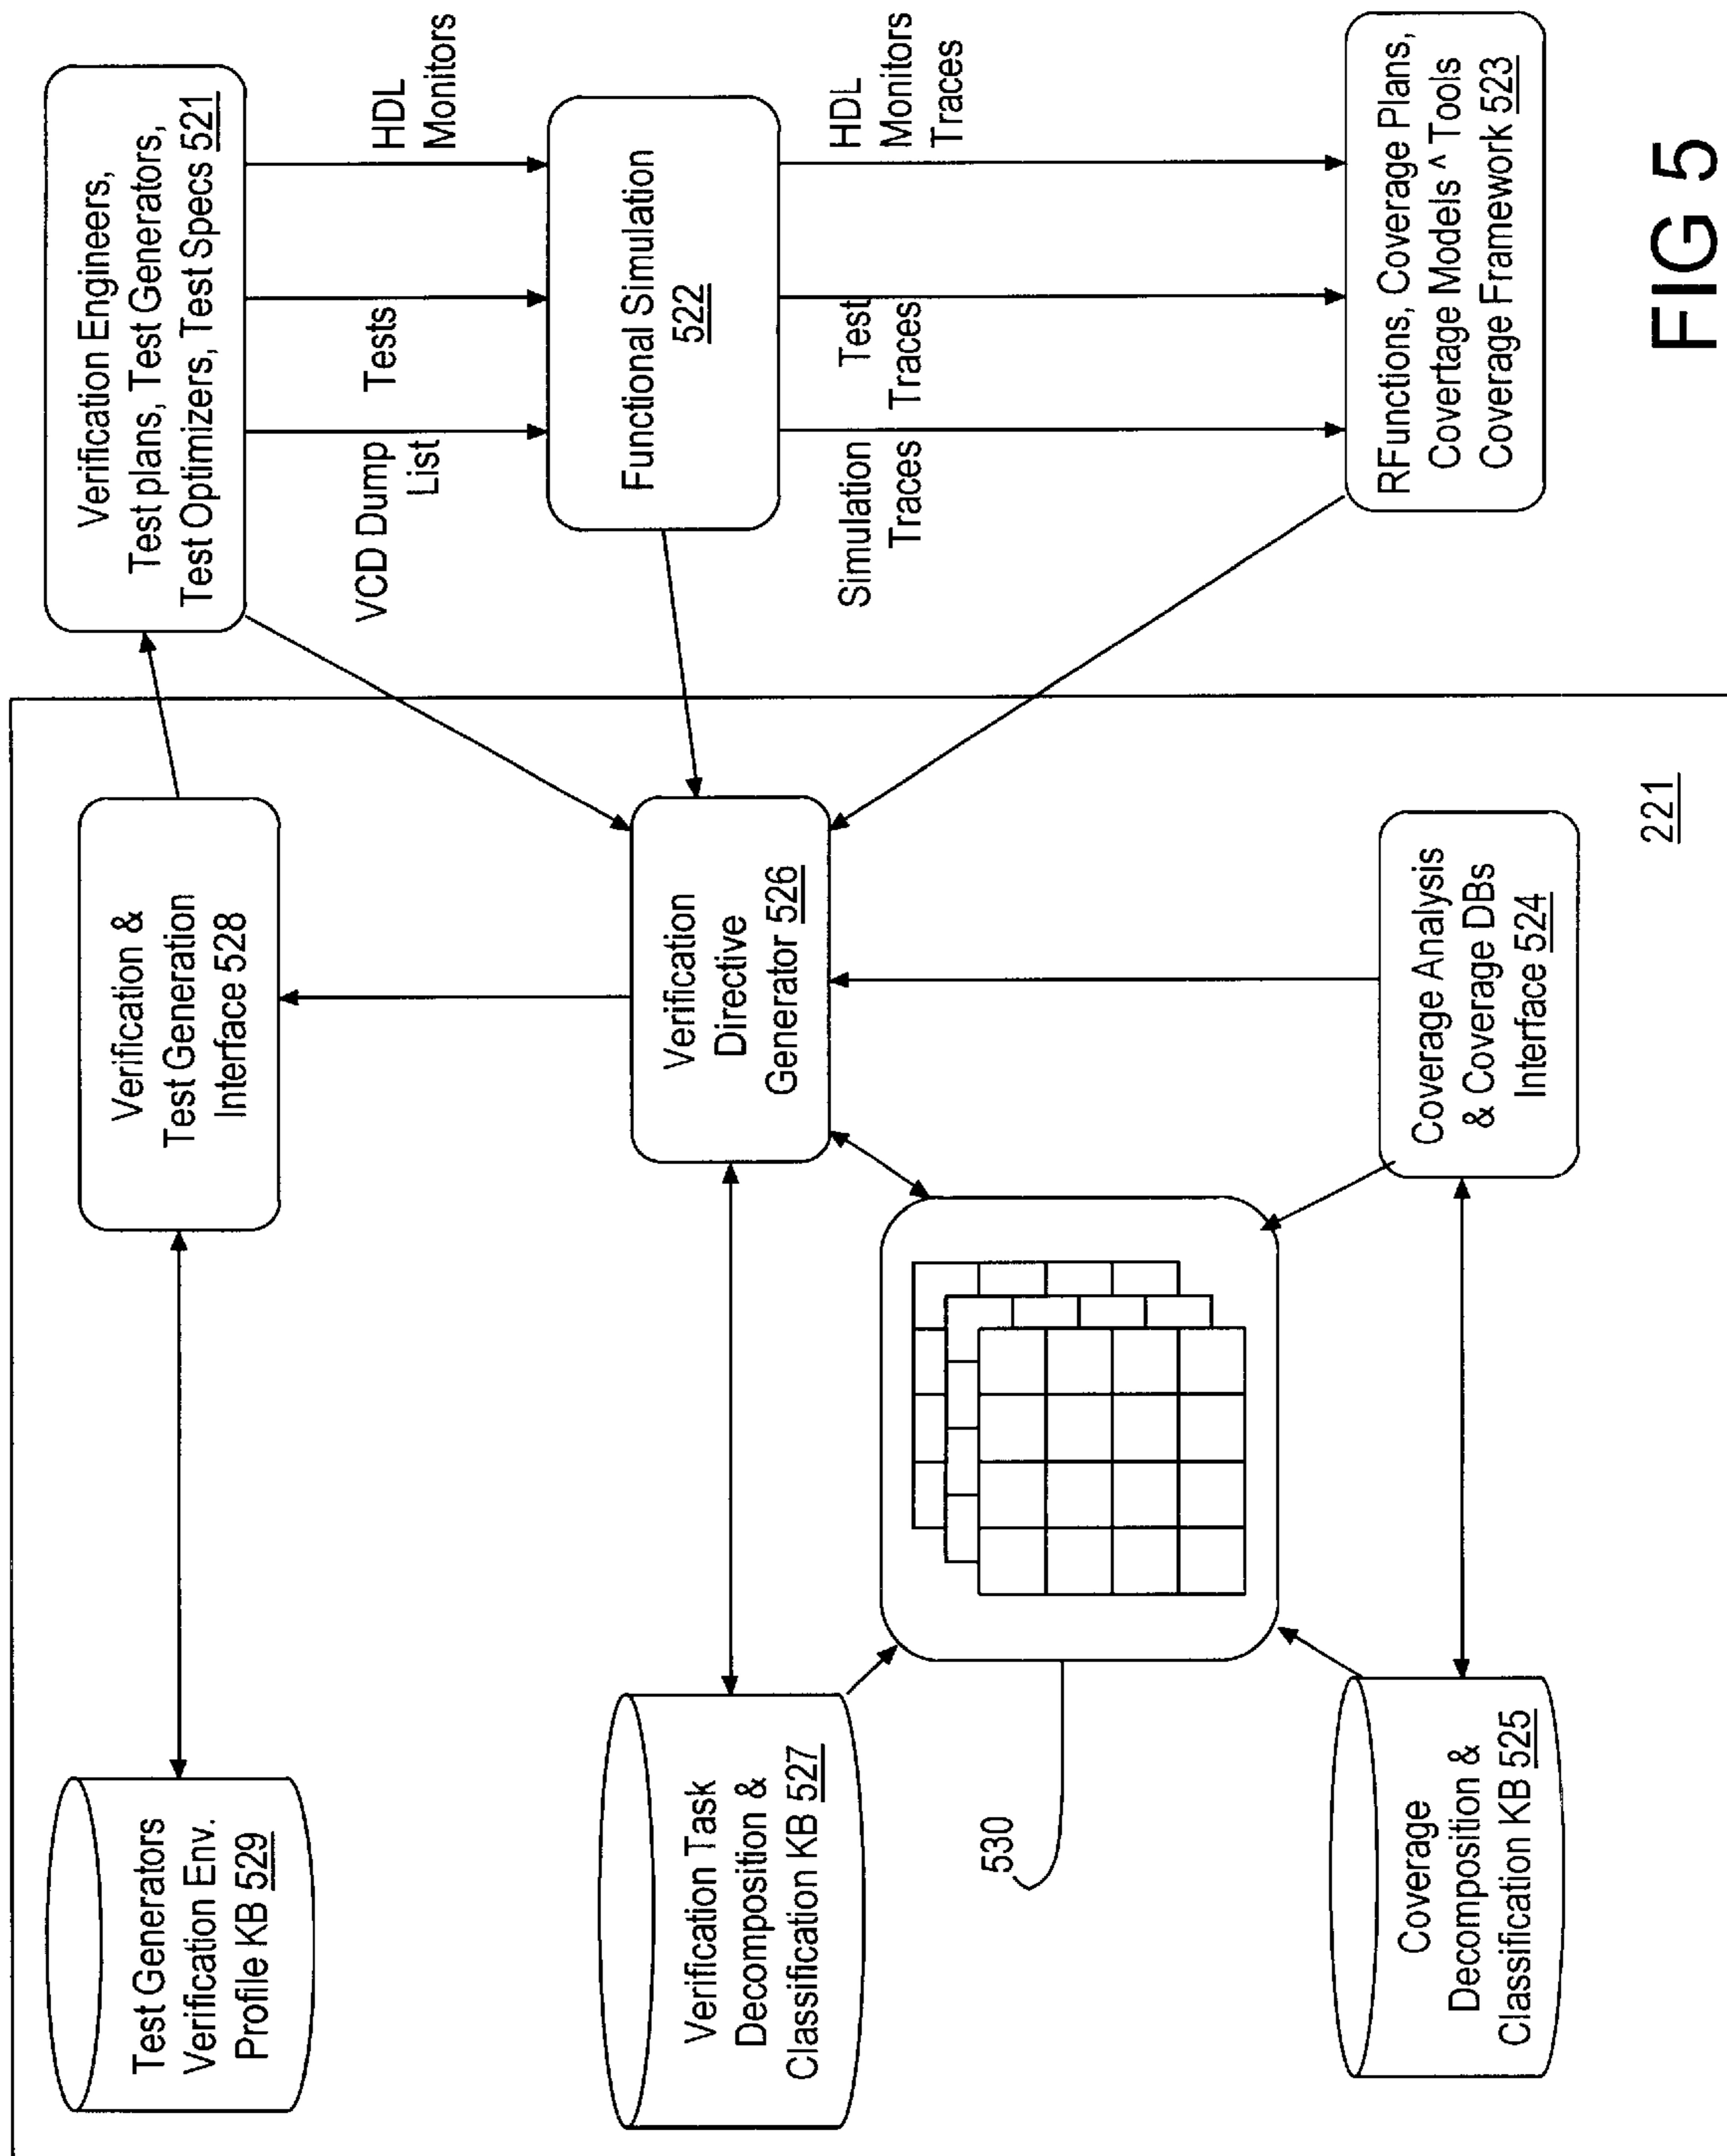 Verification Engineers,
Test plans, Test Generators,
Test Optimizers, Test Specs 521
VCD Dump
List
Tests
HDL
Monitors
Functional Simulation
522
Simulation
Traces
Test
Traces
HDL
Monitors
Traces
RFunctions, Coverage Plans,
Covertage Models ^ Tools
Coverage Framework 523
Verification &
Test Generation
Interface 528
Verification
Directive
Generator 526
Coverage Analysis
& Coverage DBs
Interface 524
221
Test Generators
Verification Env.
Profile KB 529
Verification Task
Decomposition &
Classification KB 527
530
Coverage
Decomposition &
Classification KB 525
FIG 5